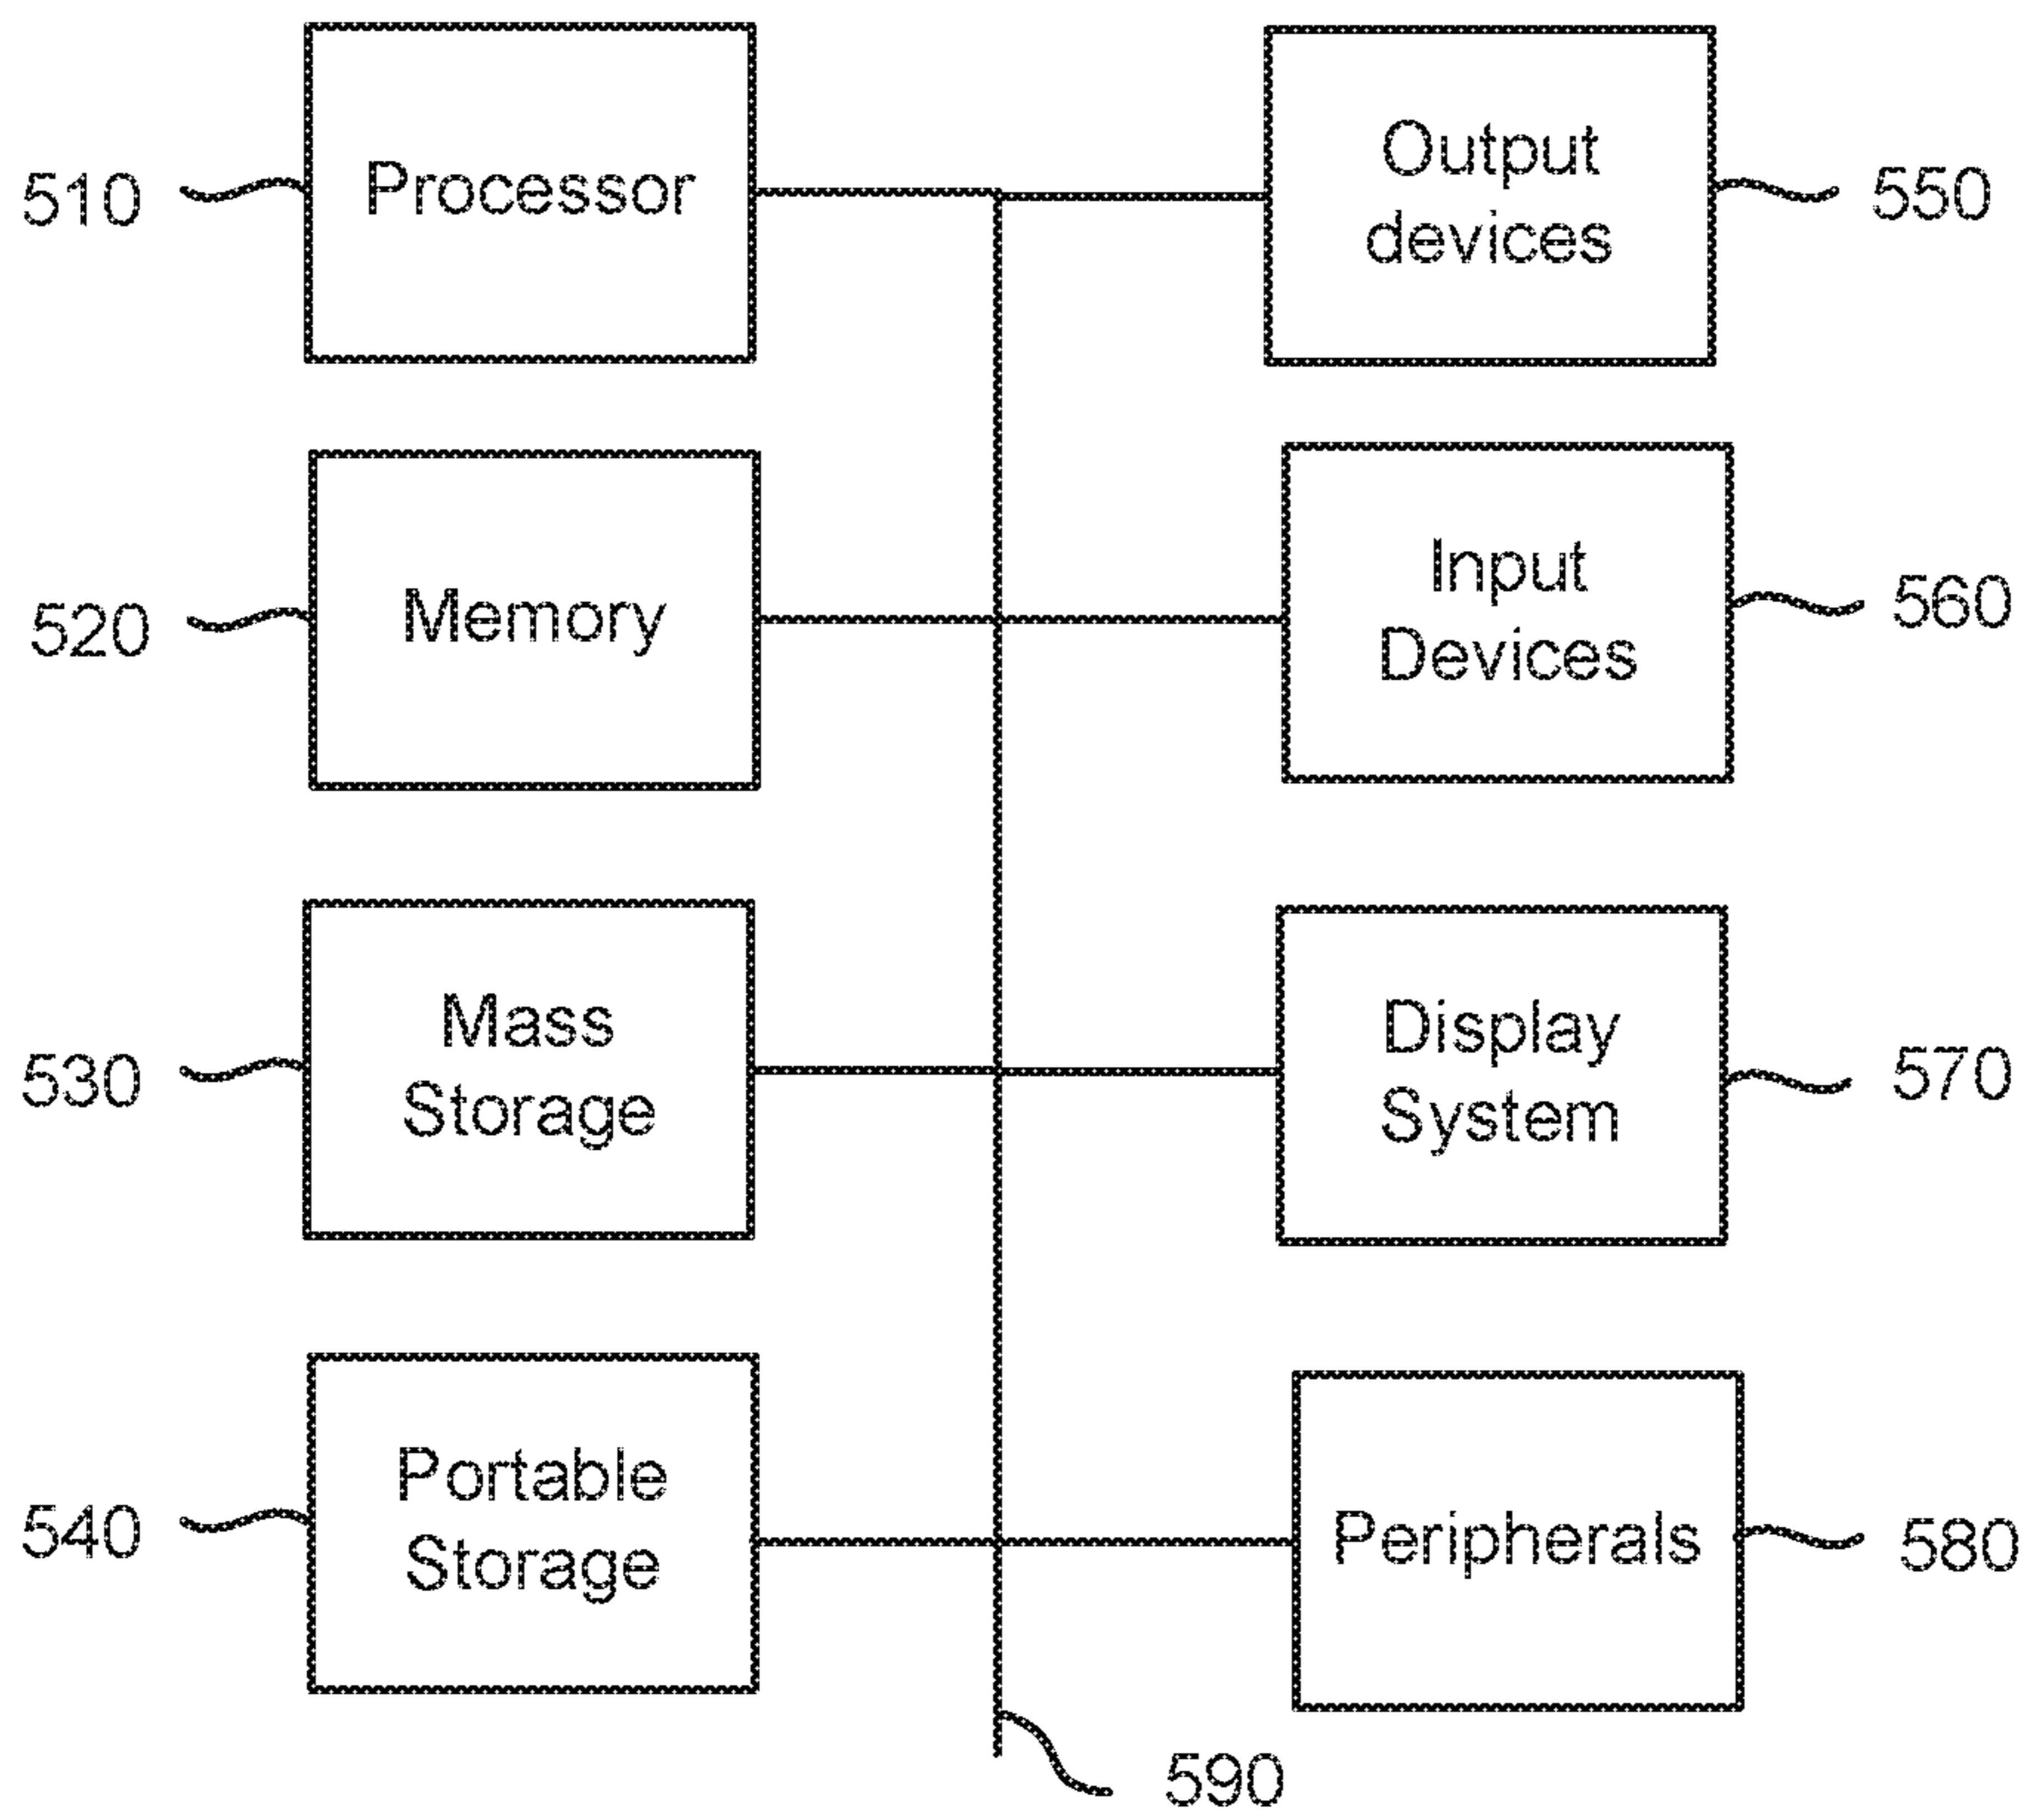 510
Processor
Output
devices
550
520
Memory
Input
Devices
560
530
Mass
Storage
Display
System
570
540
Portable
Storage
Peripherals
580
590